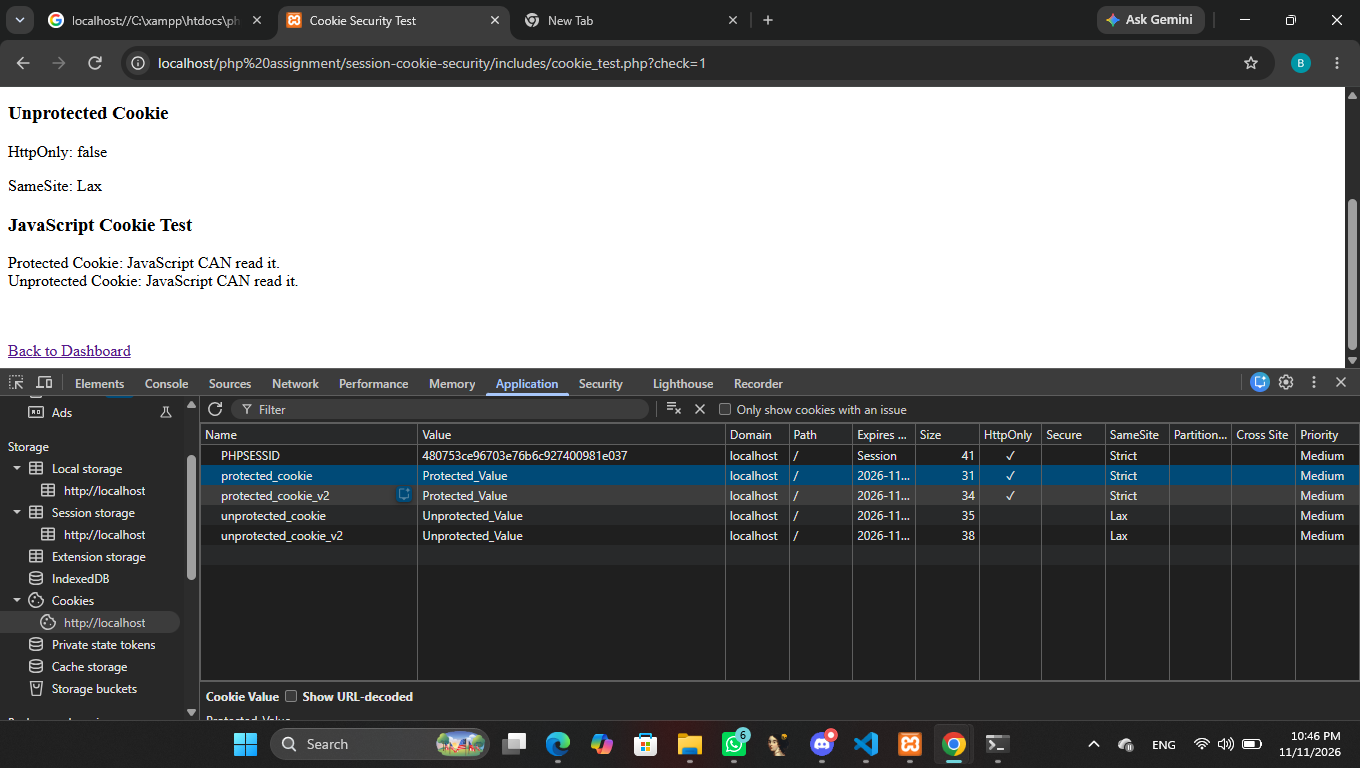 localhost://C:\xampp\htdocs\ph
Cookie Security Test
New Tab
Ask Gemini
localhost/php%20assignment/session-cookie-security/includes/cookie_test.php?check=1
B
Unprotected Cookie
HttpOnly: false
SameSite: Lax
JavaScript Cookie Test
Protected Cookie: JavaScript CAN read it.
Unprotected Cookie: JavaScript CAN read it.
Back to Dashboard
Elements Console Sources Network Performance Memory Application Security Lighthouse Recorder
Ads
Filter
Only show cookies with an issue
Storage
Local storage
http://localhost
Session storage
http://localhost
Extension storage
IndexedDB
Cookies
http://localhost
Private state tokens
Cache storage
Storage buckets
Name Value Domain Path Expires ... Size HttpOnly Secure SameSite Partition... Cross Site Priority
PHPSESSID 480753ce96703e76b6c927400981e037 localhost / Session 41 ✓ Strict Medium
protected_cookie Protected_Value localhost / 2026-11... 31 ✓ Strict Medium
protected_cookie_v2 Protected_Value localhost / 2026-11... 34 ✓ Strict Medium
unprotected_cookie Unprotected_Value localhost / 2026-11... 35 Lax Medium
unprotected_cookie_v2 Unprotected_Value localhost / 2026-11... 38 Lax Medium
Cookie Value Show URL-decoded
Protected_Value
Search
6
ENG
10:46 PM
11/11/2026